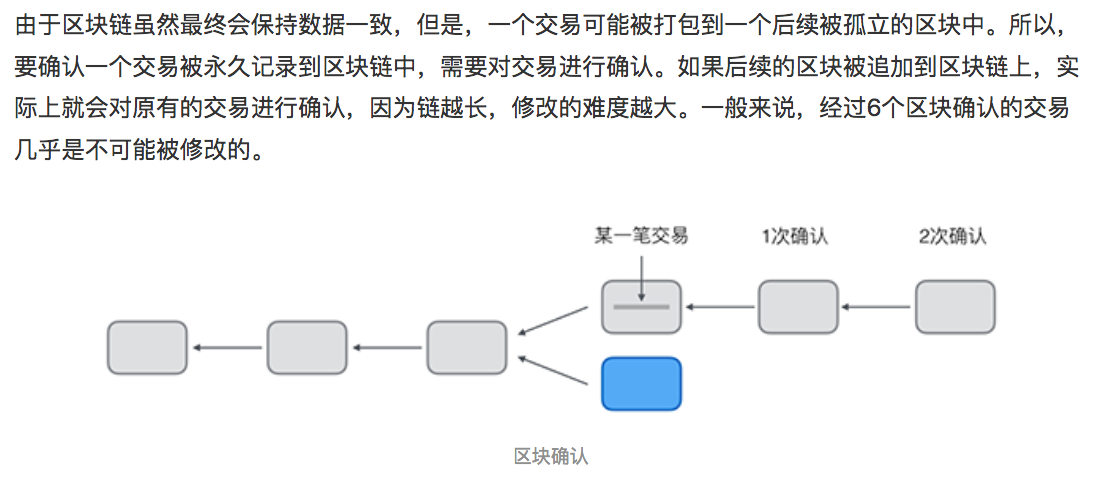 由于区块链虽然最终会保持数据一致，但是，一个交易可能被打包到一个后续被孤立的区块中。所以，
要确认一个交易被永久记录到区块链中，需要对交易进行确认。如果后续的区块被追加到区块链上，实
际上就会对原有的交易进行确认，因为链越长，修改的难度越大。一般来说，经过6个区块确认的交易
几乎是不可能被修改的。
某一笔交易
1次确认
2次确认
区块确认